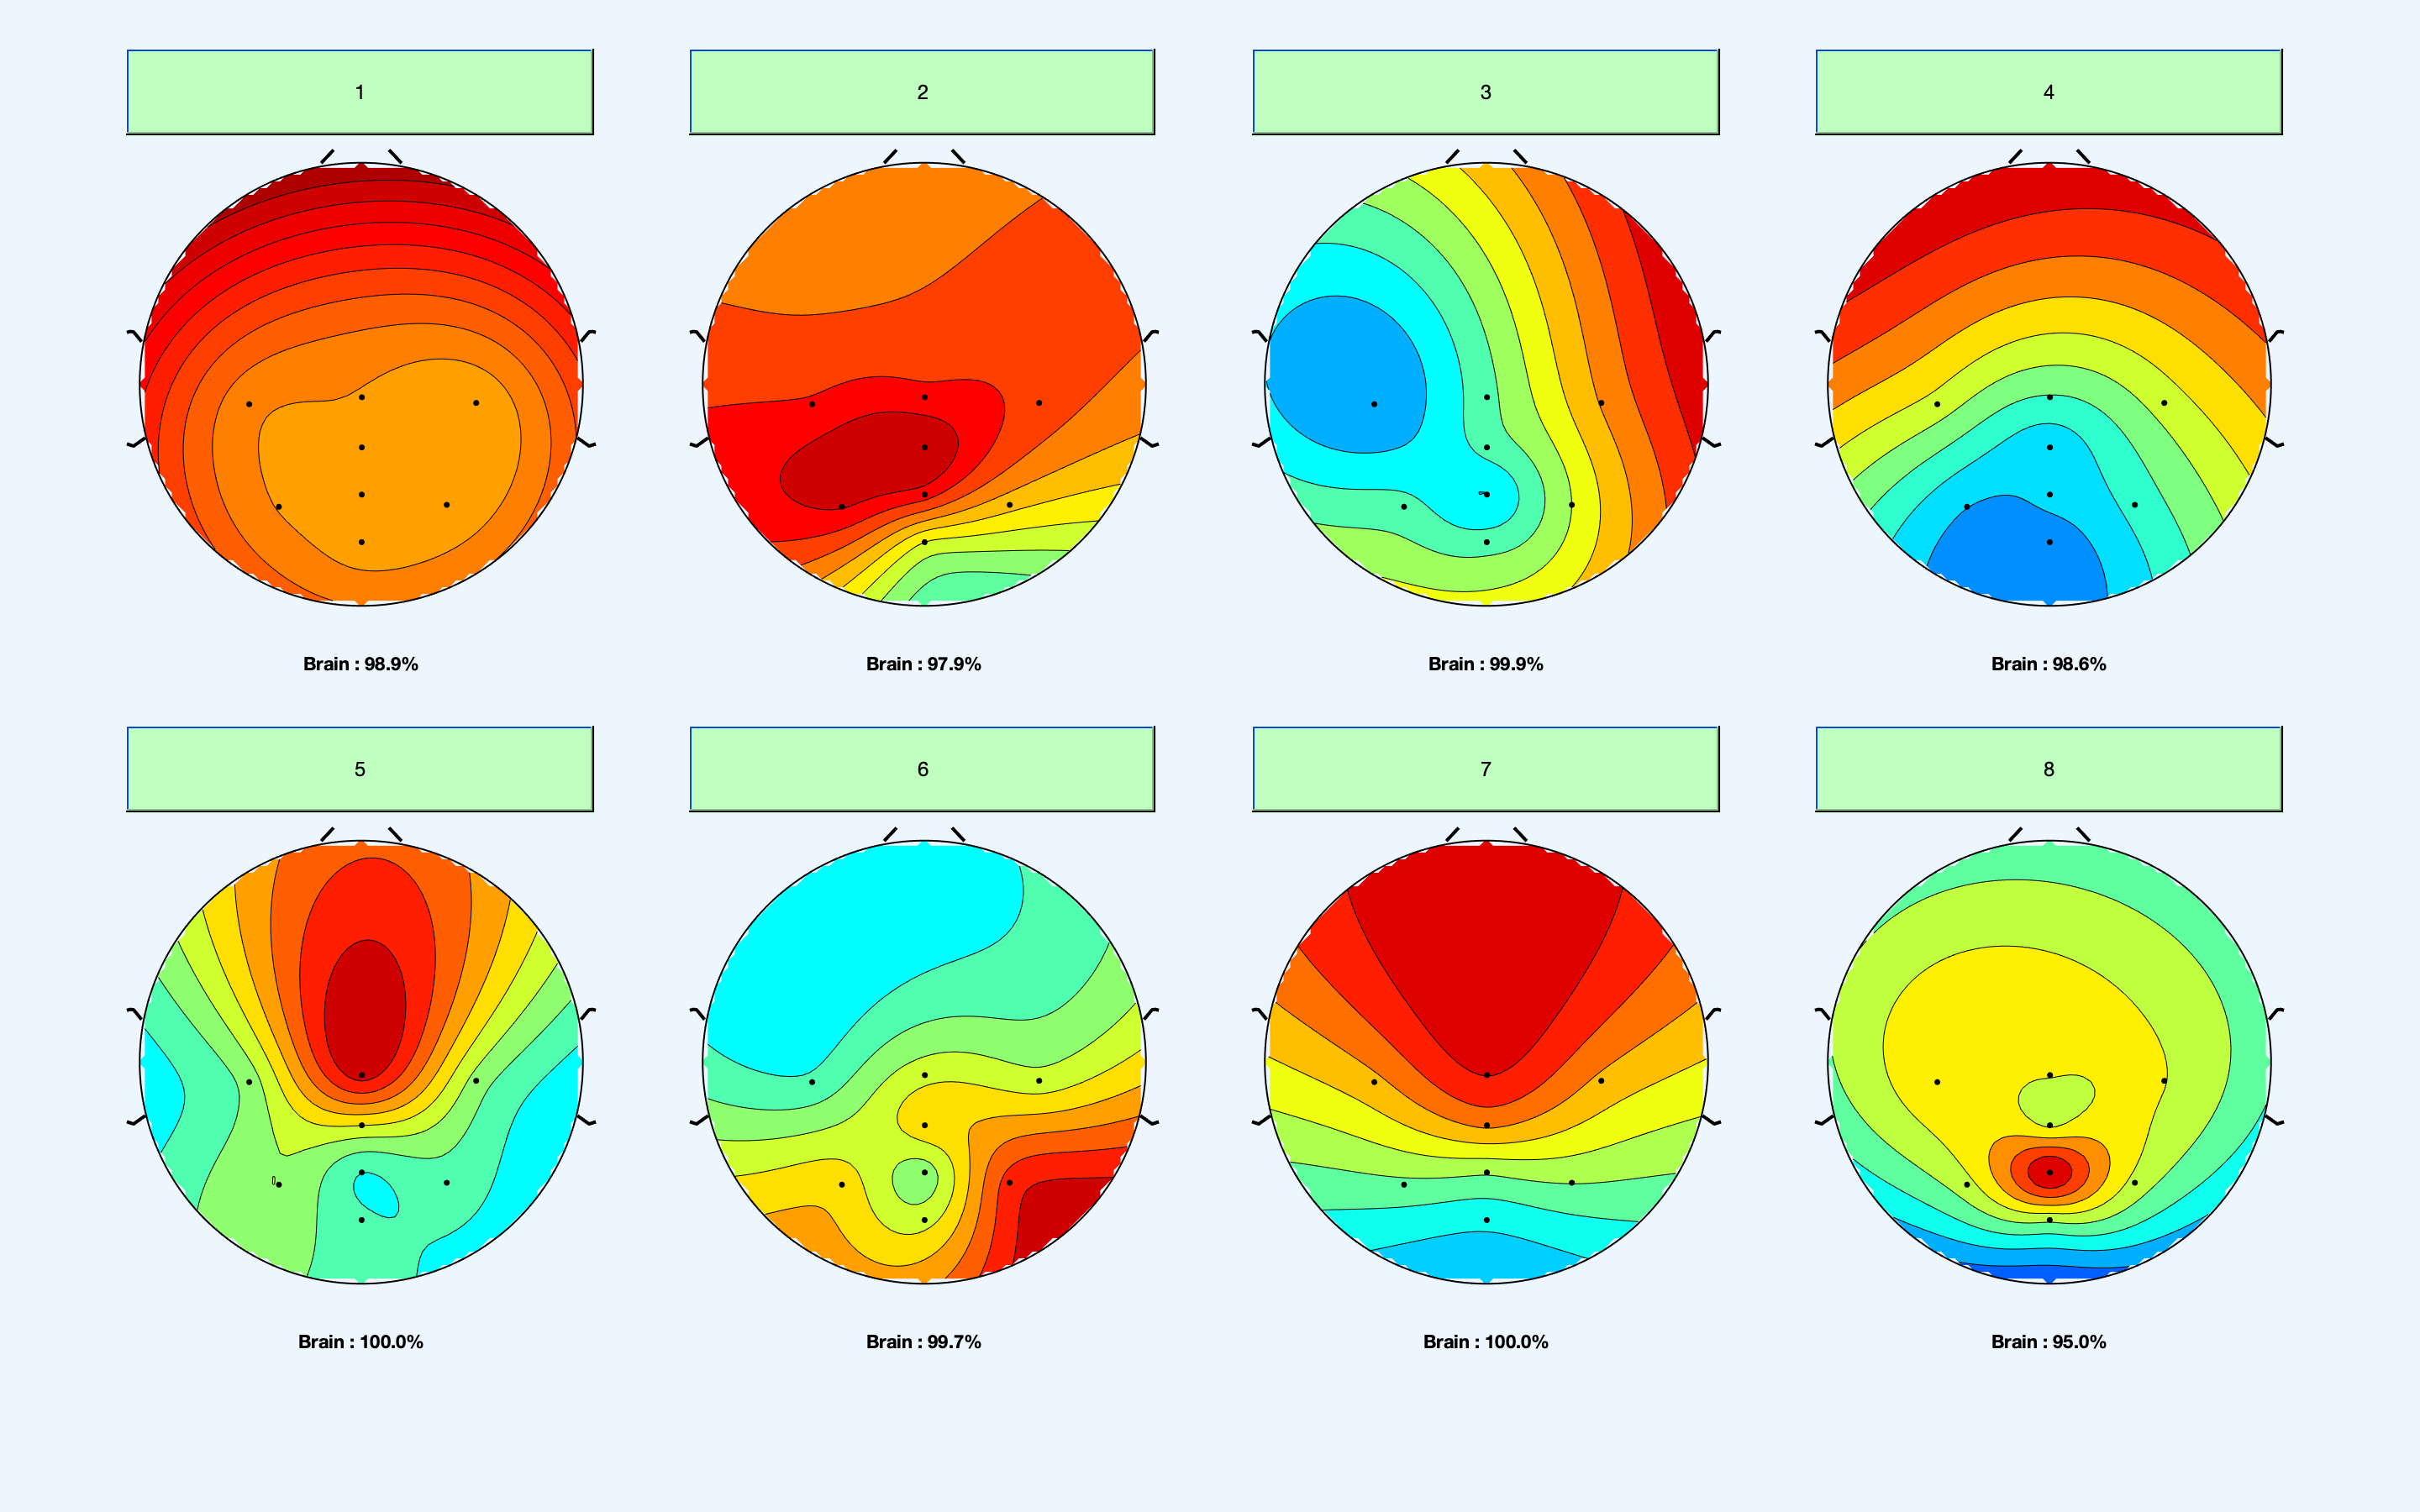 1
2
3
4
Brain : 98.9%
Brain : 97.9%
Brain : 99.9%
Brain : 98.6%
5
6
7
8
Brain : 100.0%
Brain : 99.7%
Brain : 100.0%
Brain : 95.0%